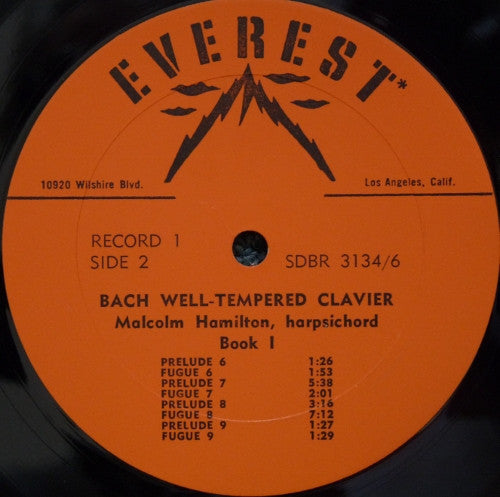 EVEREST*
10920 Wilshire Blvd. Los Angeles, Calif.
RECORD 1
SIDE 2 SDBR 3134/6
BACH WELL-TEMPERED CLAVIER
Malcolm Hamilton, harpsichord
Book I
PRELUDE 6 1:26
FUGUE 6 1:53
PRELUDE 7 5:38
FUGUE 7 2:01
PRELUDE 8 3:16
FUGUE 8 7:12
PRELUDE 9 1:27
FUGUE 9 1:29